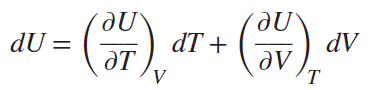 dU = (∂U/∂T)_V dT + (∂U/∂V)_T dV